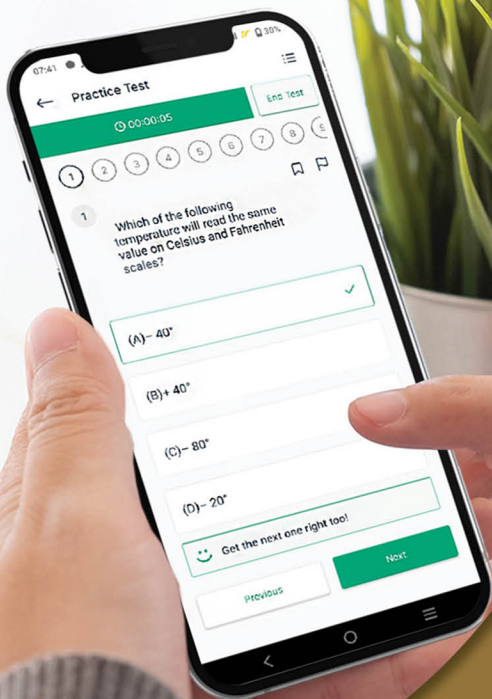 07:41
30%
Practice Test
00:00:05
End Test
1 2 3 4 5 6 7 8 9
1
Which of the following
temperature will read the same
value on Celsius and Fahrenheit
scales?
(A)− 40°
(B)+ 40°
(C)− 80°
(D)− 20°
Get the next one right too!
Previous
Next